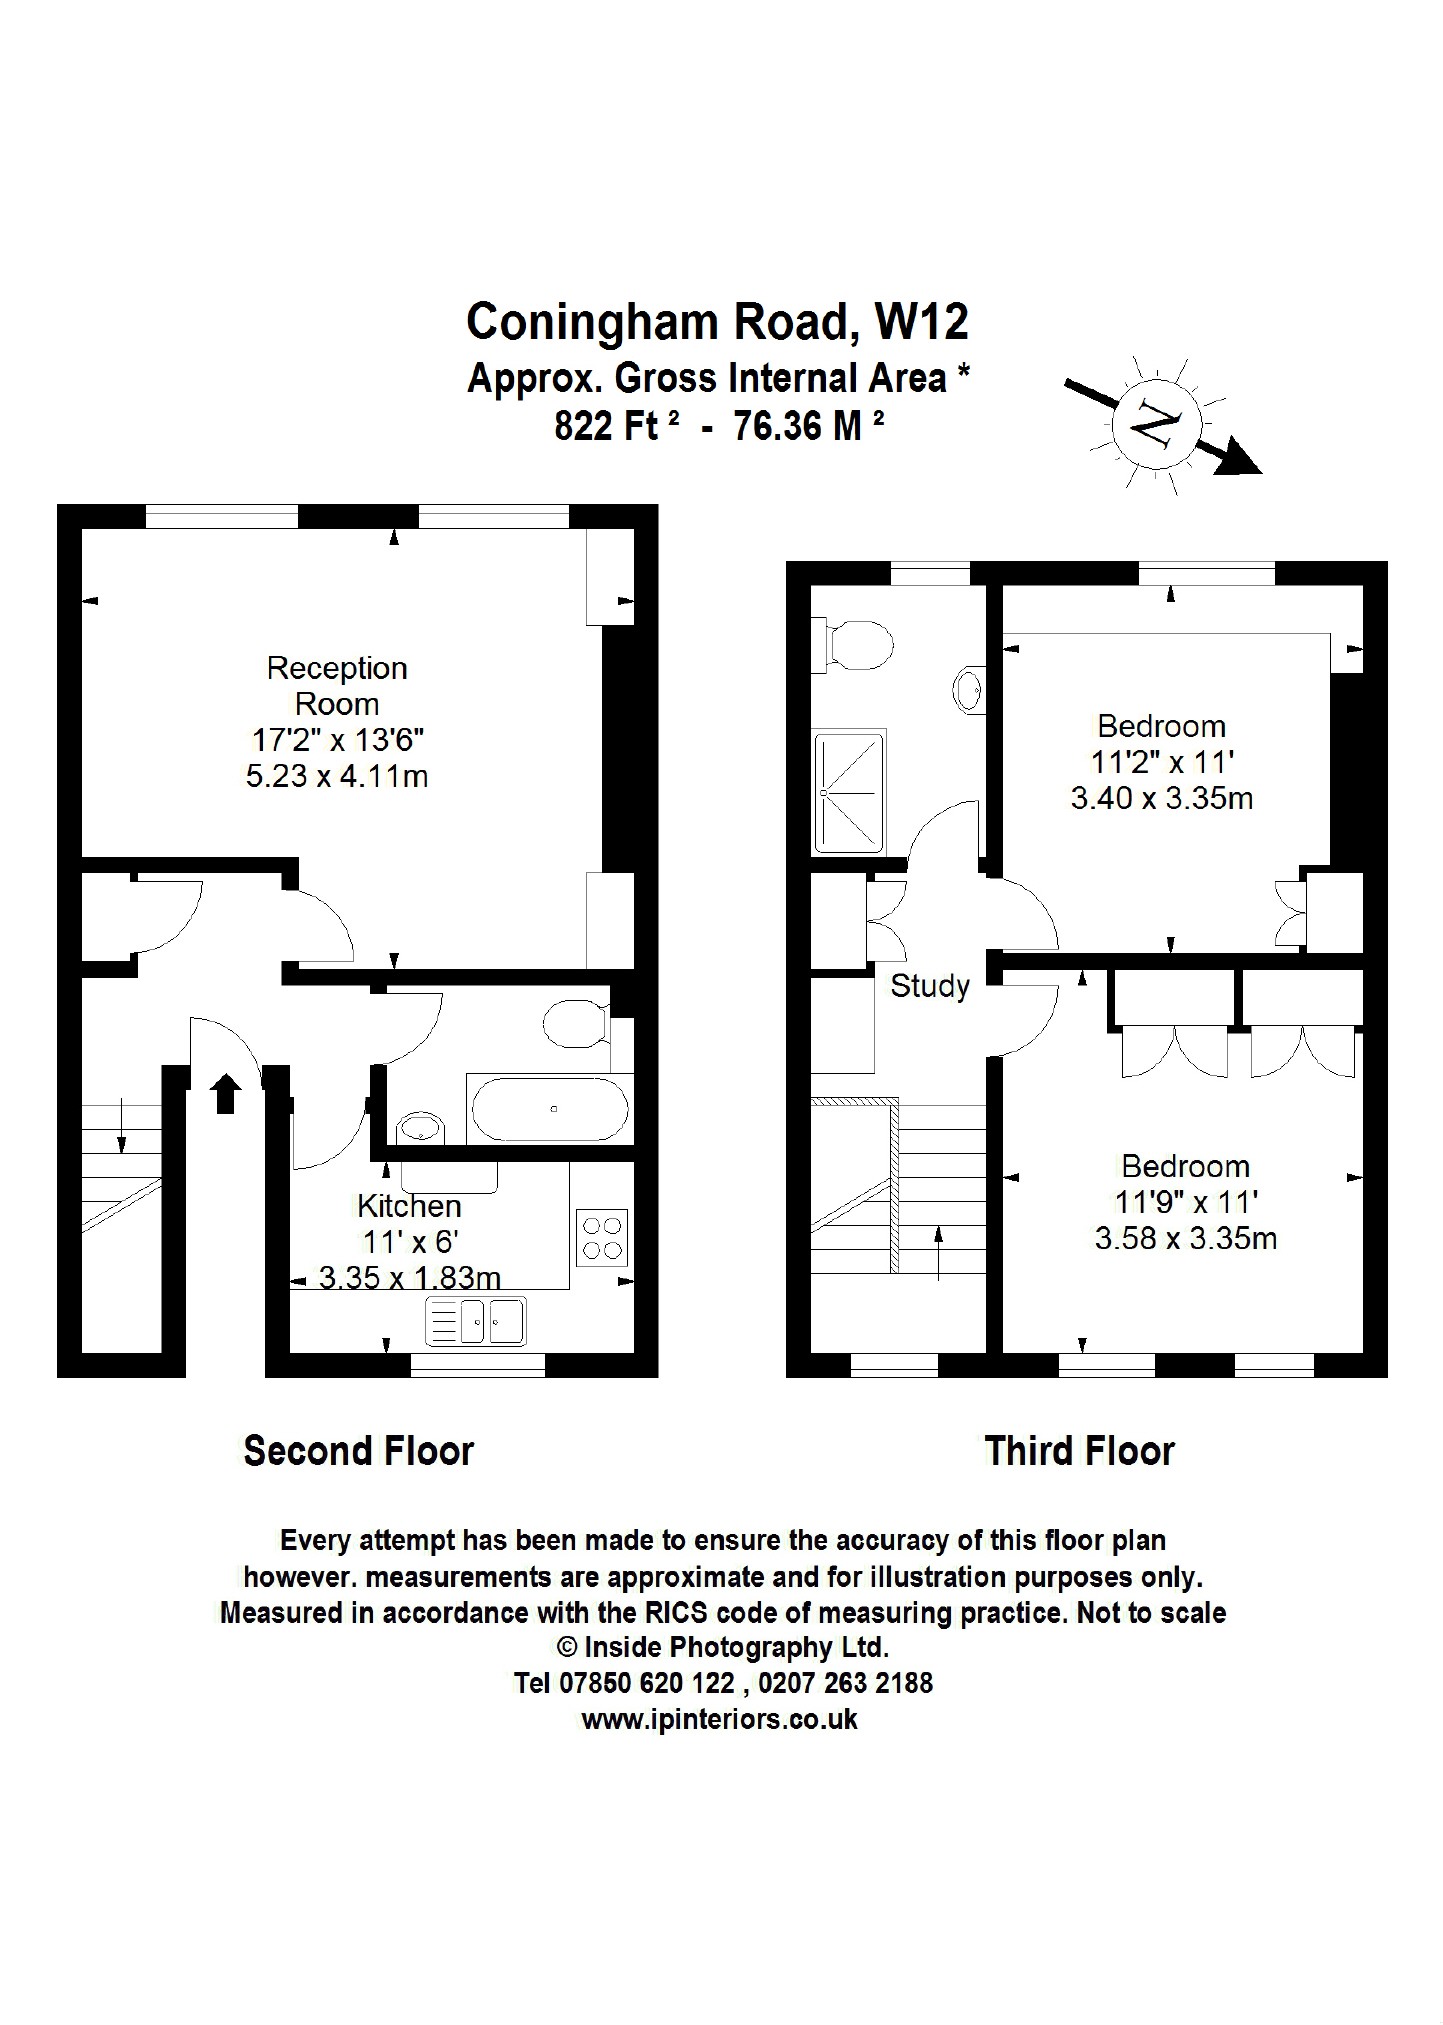 Coningham Road, W12
Approx. Gross Internal Area *
822 Ft ² - 76.36 M ²
N
Reception
Room
17'2" x 13'6"
5.23 x 4.11m
Kitchen
11' x 6'
3.35 x 1.83m
Second Floor
Bedroom
11'2" x 11'
3.40 x 3.35m
Study
Bedroom
11'9" x 11'
3.58 x 3.35m
Third Floor
Every attempt has been made to ensure the accuracy of this floor plan
however. measurements are approximate and for illustration purposes only.
Measured in accordance with the RICS code of measuring practice. Not to scale
© Inside Photography Ltd.
Tel 07850 620 122 , 0207 263 2188
www.ipinteriors.co.uk